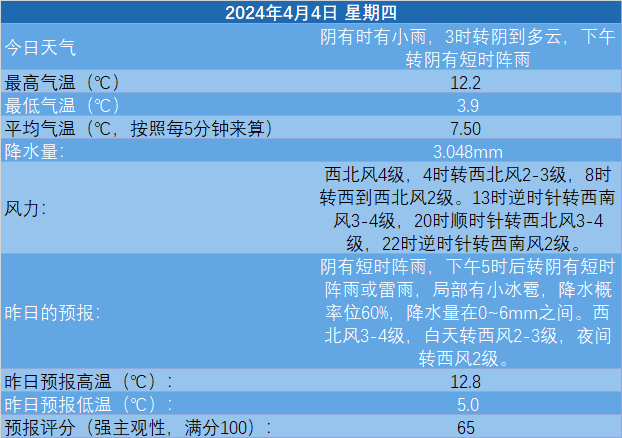 2024年4月4日 星期四
今日天气
阴有时有小雨，3时转阴到多云，下午
转阴有短时阵雨
最高气温（℃）
12.2
最低气温（℃）
3.9
平均气温（℃，按照每5分钟来算）
7.50
降水量：
3.048mm
风力：
西北风4级，4时转西北风2-3级，8时
转西到西北风2级。13时逆时针转西南
风3-4级，20时顺时针转西北风3-4
级，22时逆时针转西南风2级。
昨日的预报：
阴有短时阵雨，下午5时后转阴有短时
阵雨或雷雨，局部有小冰雹，降水概
率位60%，降水量在0~6mm之间。西
北风3-4级，白天转西风2-3级，夜间
转西风2级。
昨日预报高温（℃）：
12.8
昨日预报低温（℃）：
5.0
预报评分（强主观性，满分100）：
65